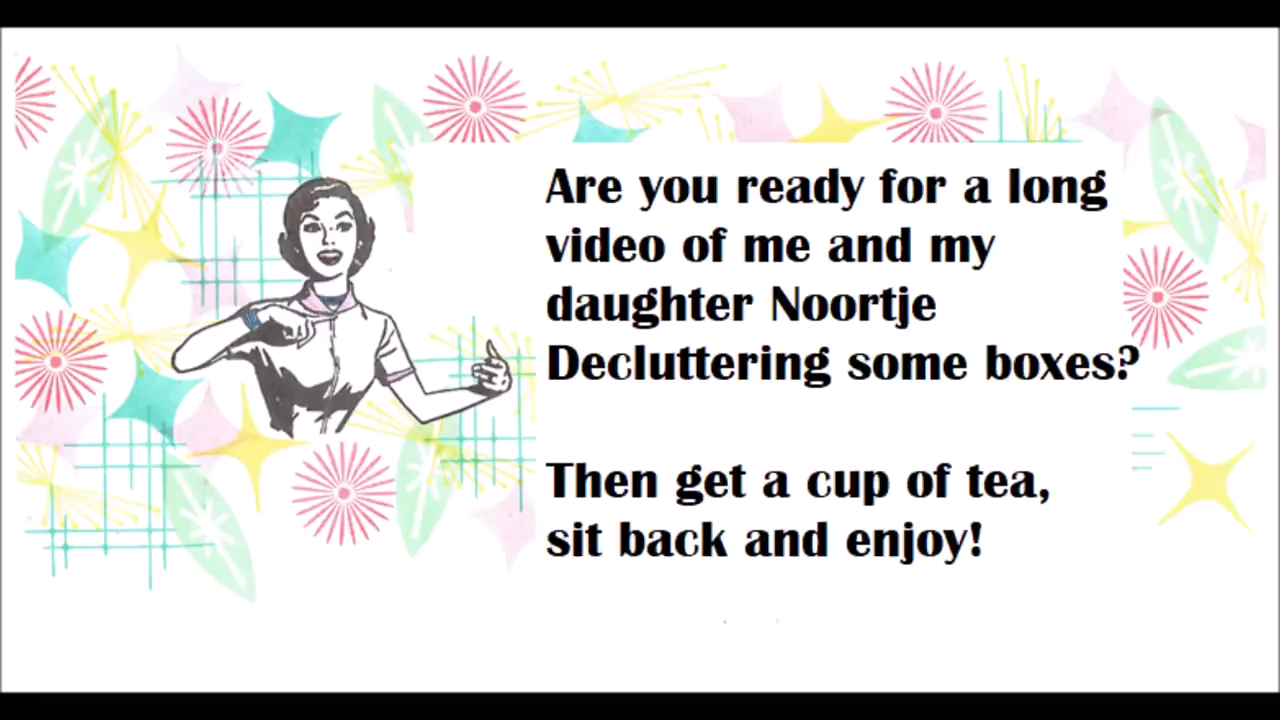 Are you ready for a long
video of me and my
daughter Noortje
Decluttering some boxes?
Then get a cup of tea,
sit back and enjoy!